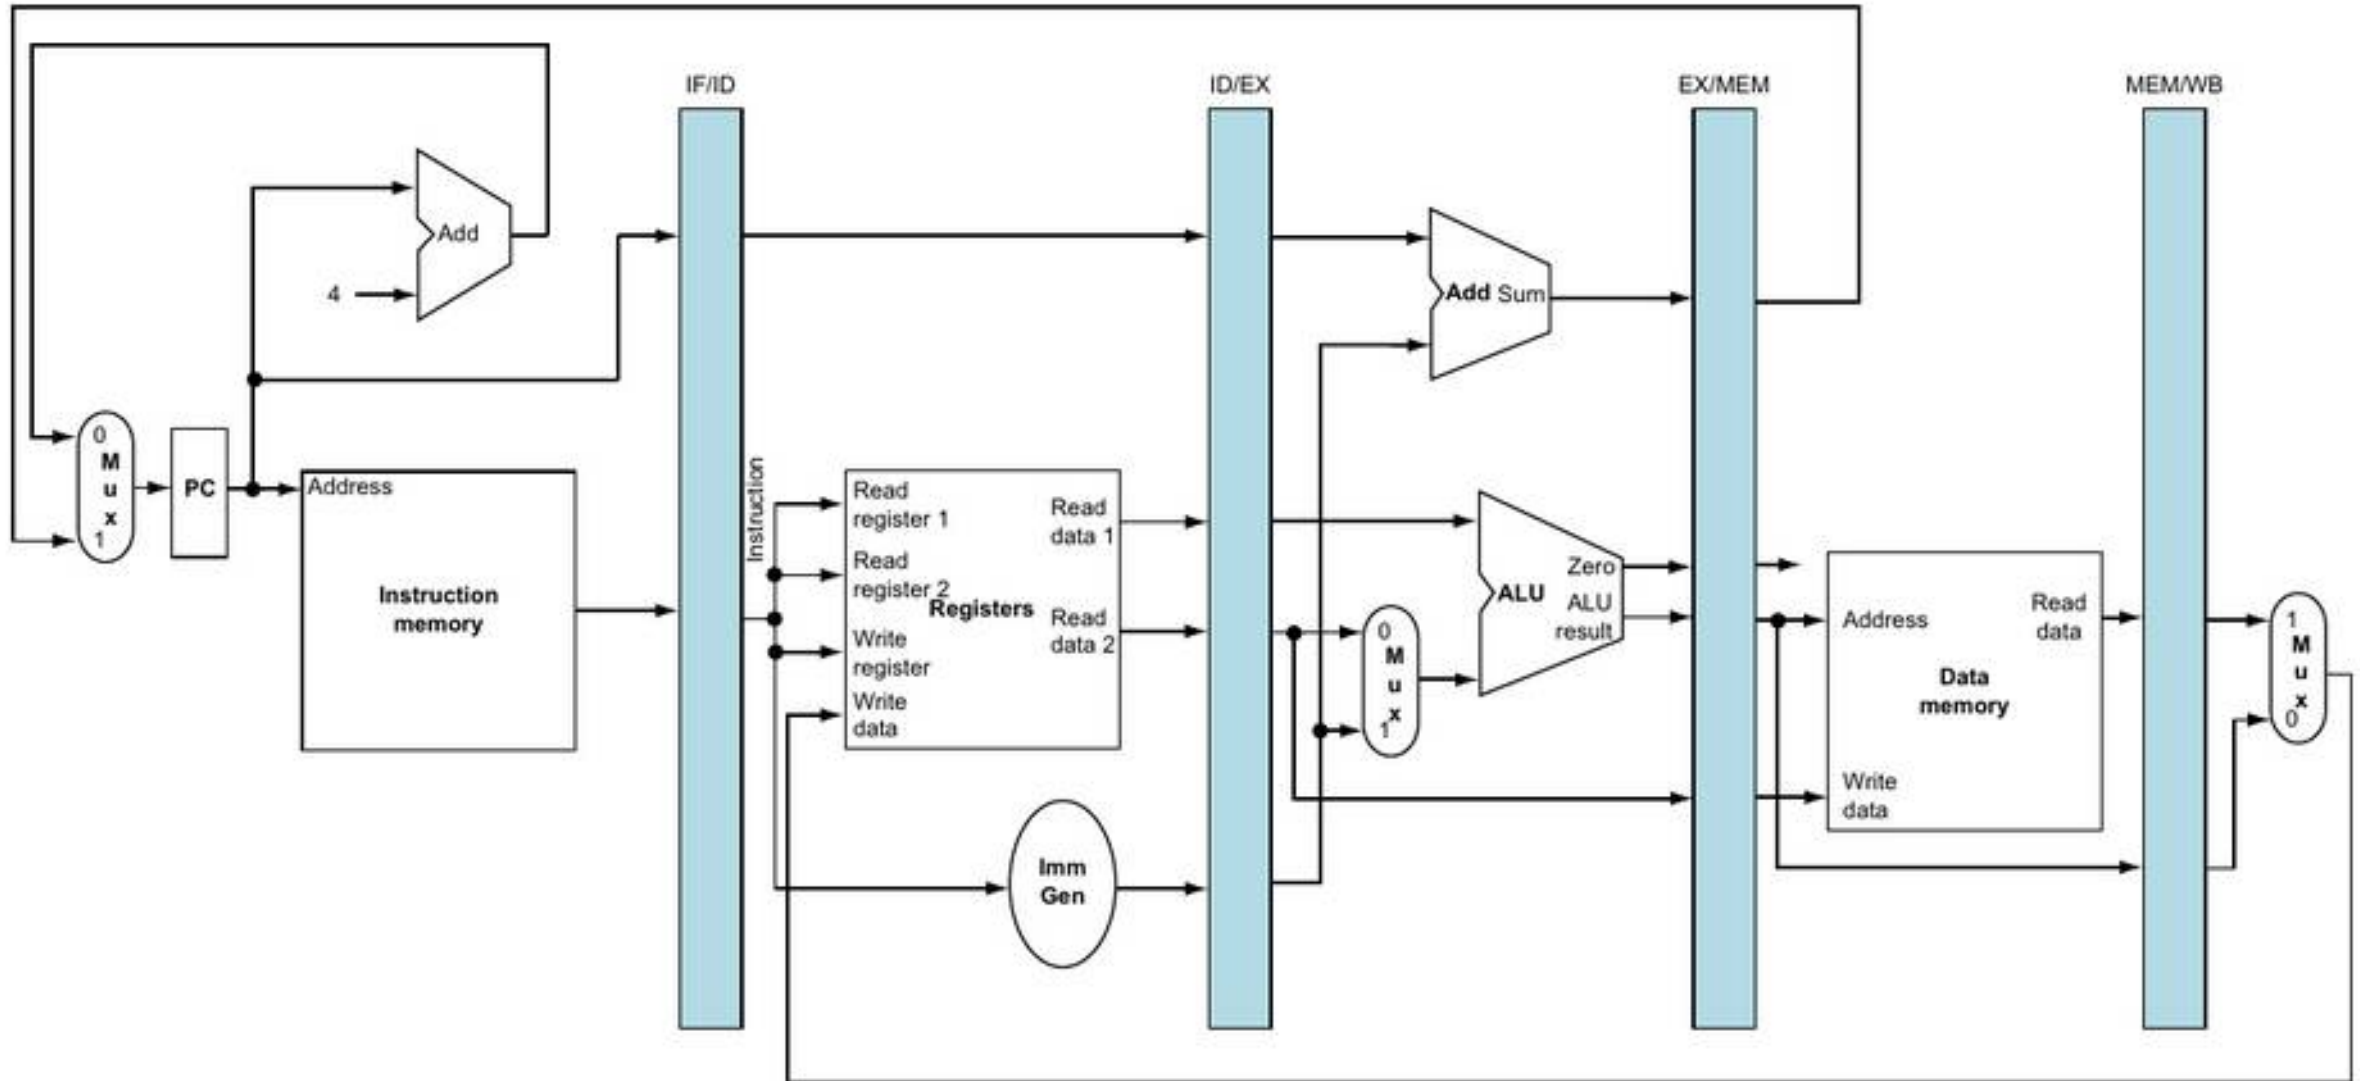 IF/ID
ID/EX
EX/MEM
MEM/WB
Add
4
Add Sum
0
M
u
x
1
PC
Address
Instruction
memory
Instruction
Read
register 1
Read
register 2
Write
register
Write
data
Registers
Read
data 1
Read
data 2
Imm
Gen
0
M
u
x
1
ALU
Zero
ALU
result
Address
Read
data
Data
memory
Write
data
1
M
u
x
0